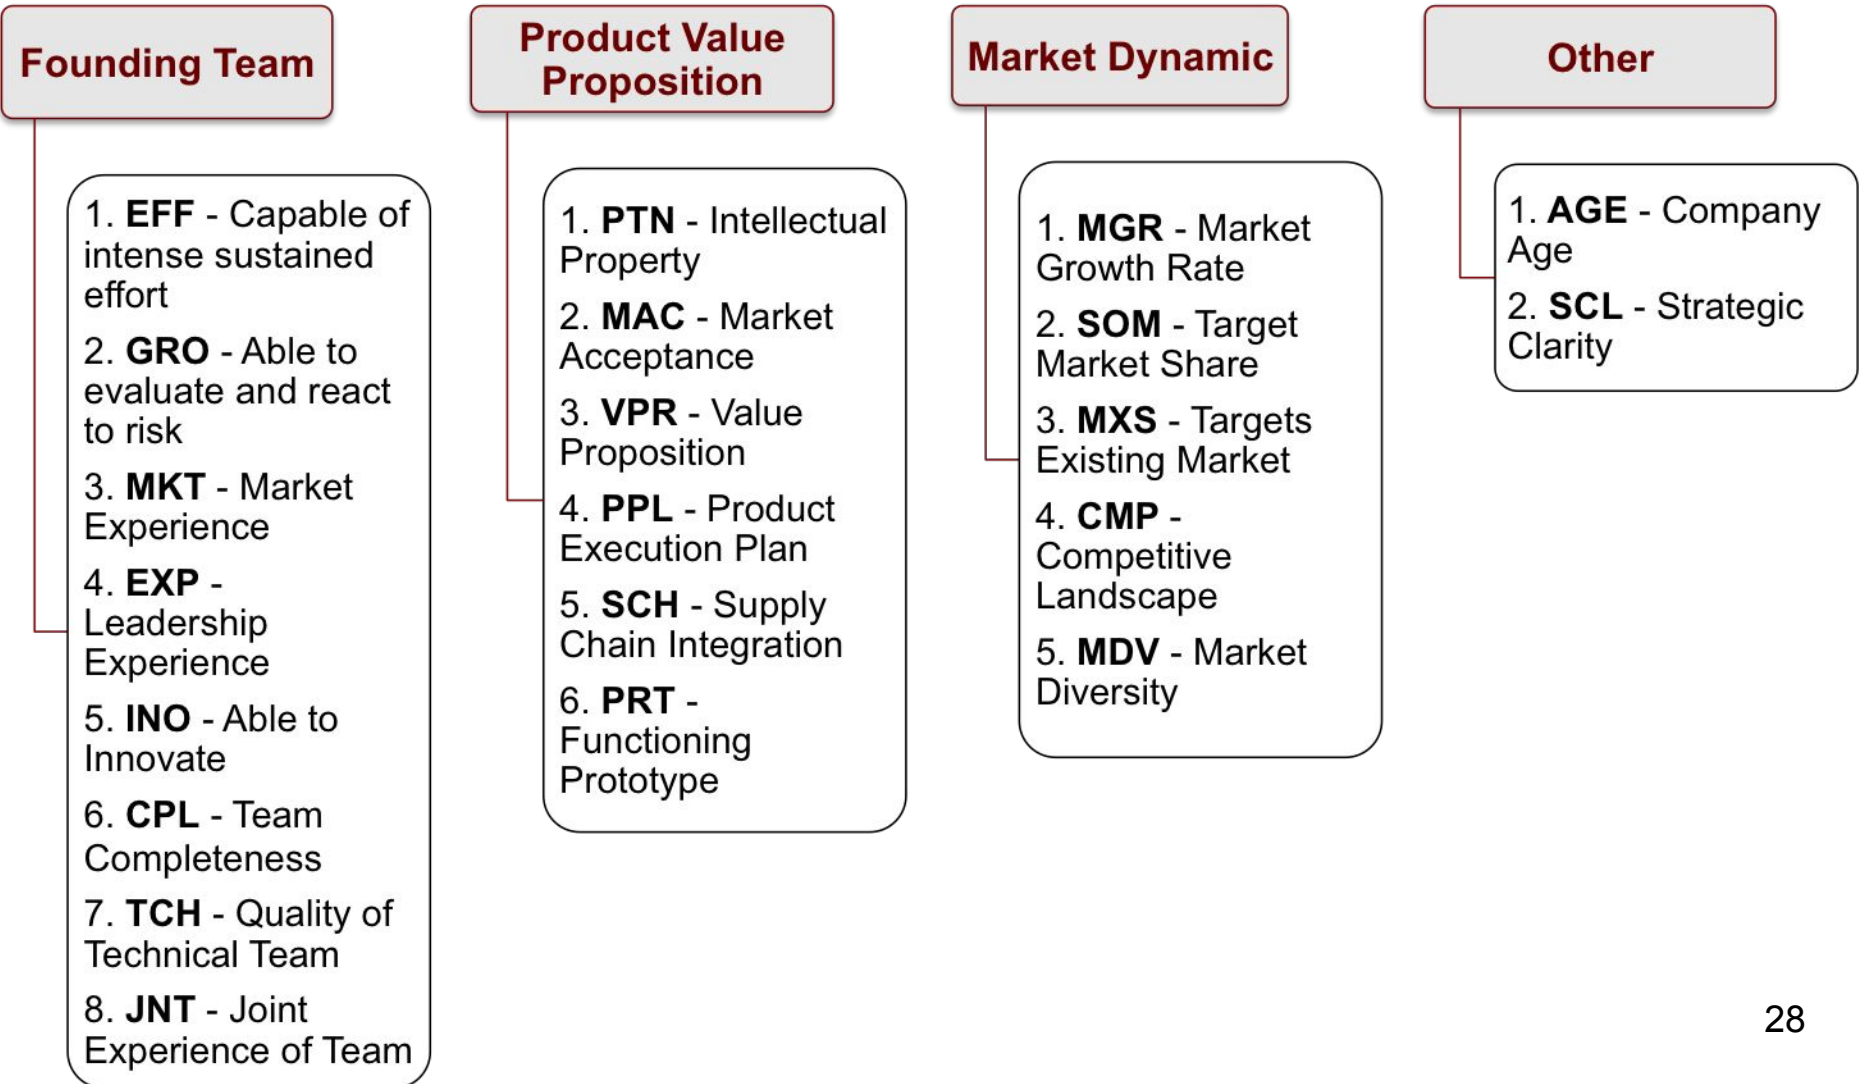 Founding Team
1. EFF - Capable of
intense sustained
effort
2. GRO - Able to
evaluate and react
to risk
3. MKT - Market
Experience
4. EXP -
Leadership
Experience
5. INO - Able to
Innovate
6. CPL - Team
Completeness
7. TCH - Quality of
Technical Team
8. JNT - Joint
Experience of Team
Product Value
Proposition
1. PTN - Intellectual
Property
2. MAC - Market
Acceptance
3. VPR - Value
Proposition
4. PPL - Product
Execution Plan
5. SCH - Supply
Chain Integration
6. PRT -
Functioning
Prototype
Market Dynamic
1. MGR - Market
Growth Rate
2. SOM - Target
Market Share
3. MXS - Targets
Existing Market
4. CMP -
Competitive
Landscape
5. MDV - Market
Diversity
Other
1. AGE - Company
Age
2. SCL - Strategic
Clarity
28